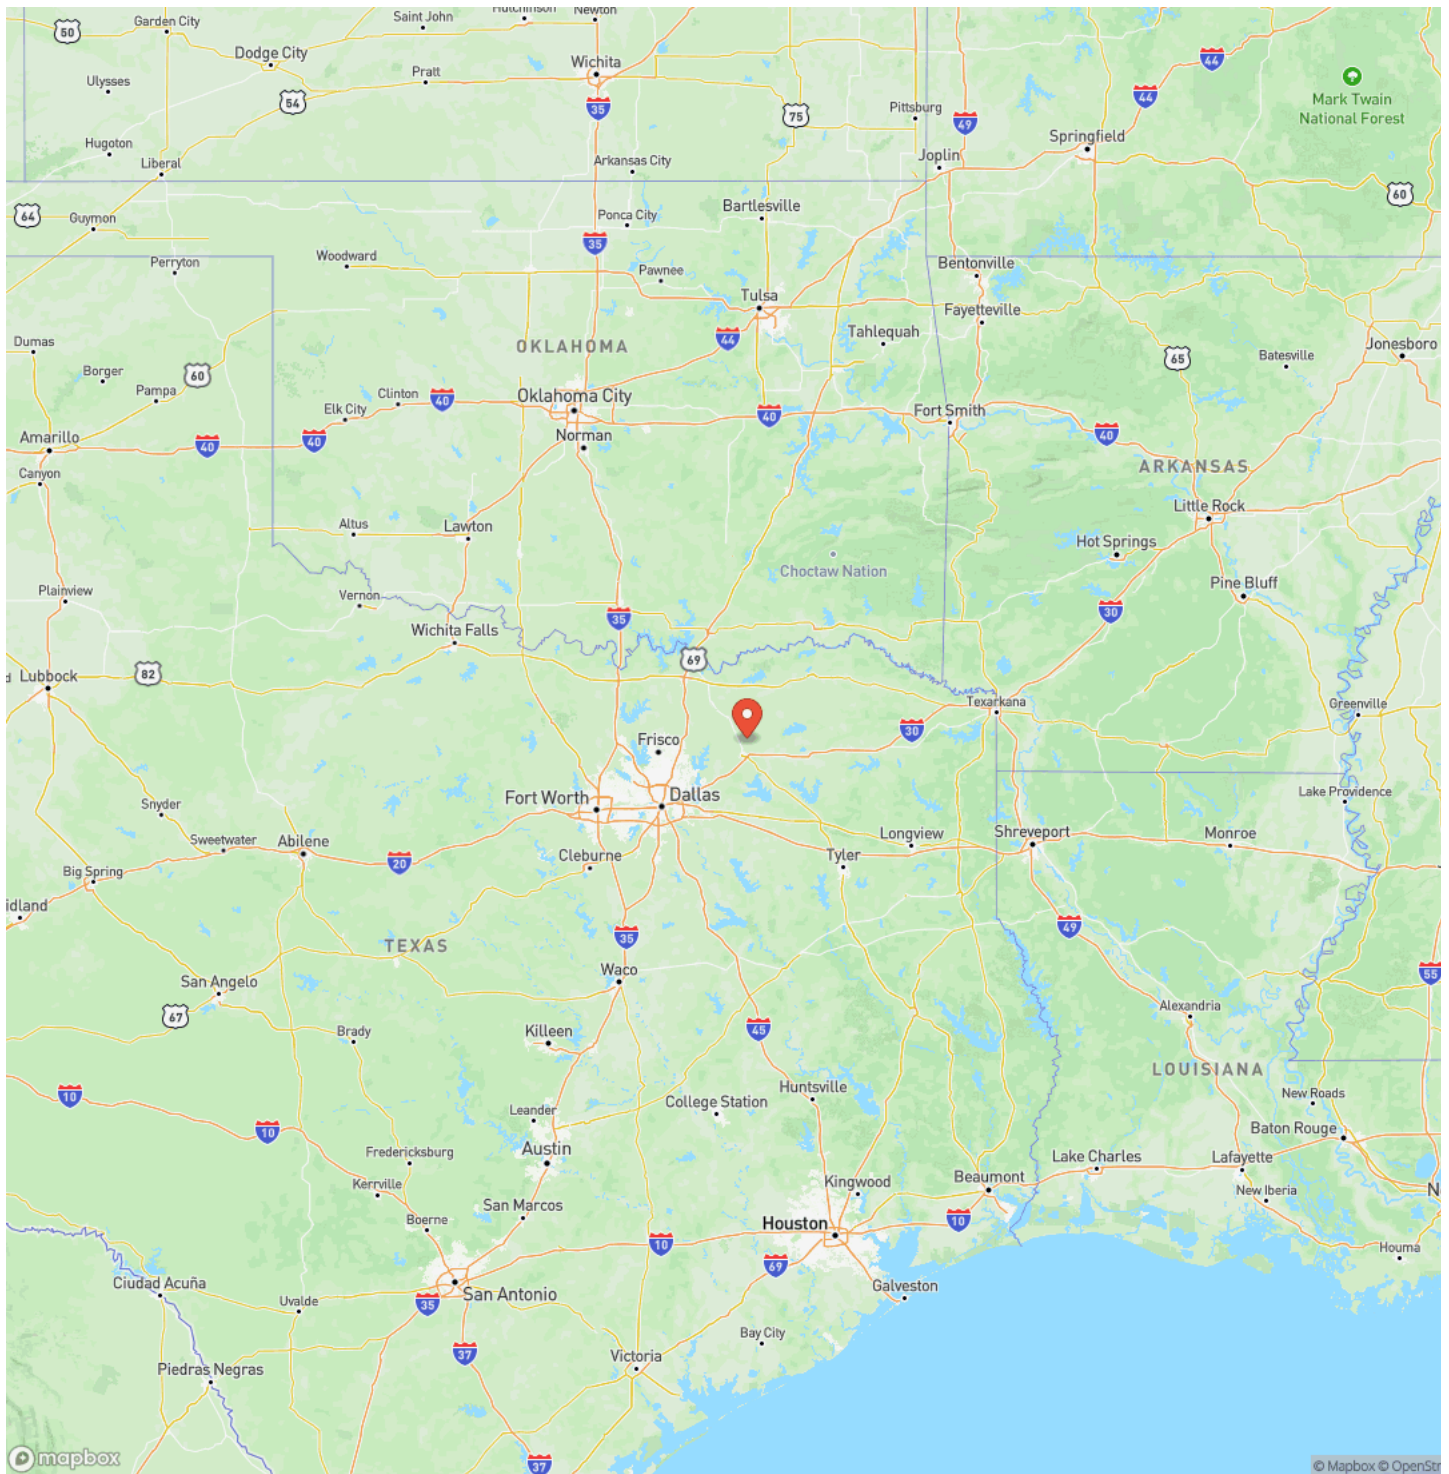 50
Garden City
Saint John
Hutchinson
Newton
Dodge City
Ulysses
Pratt
Wichita
54
35
75
Pittsburg
49
44
44
Mark Twain
National Forest
Springfield
Hugoton
Liberal
Arkansas City
Joplin
60
64
Guymon
Ponca City
Bartlesville
35
Perryton
Woodward
Pawnee
Bentonville
Tulsa
Fayetteville
Dumas
OKLAHOMA
44
Tahlequah
65
Batesville
Jonesboro
Borger
60
Pampa
Clinton
Elk City
40
Oklahoma City
40
Fort Smith
40
Amarillo
40
40
Norman
ARKANSAS
Canyon
Little Rock
Altus
Lawton
Hot Springs
Choctaw Nation
Pine Bluff
Plainview
Vernon
35
30
Wichita Falls
69
82
Lubbock
Texarkana
Greenville
30
Frisco
Fort Worth
Dallas
Lake Providence
Snyder
Sweetwater
Abilene
Longview
Shreveport
Monroe
Cleburne
Tyler
20
Big Spring
idland
49
35
TEXAS
Waco
San Angelo
55
67
Brady
Killeen
45
Alexandria
LOUISIANA
10
Huntsville
New Roads
College Station
Leander
10
Baton Rouge
Austin
Fredericksburg
Lake Charles
Lafayette
Kerrville
Kingwood
Beaumont
New Iberia
San Marcos
Boerne
Houston
10
10
69
Houma
Ciudad Acuña
Uvalde
35
San Antonio
Galveston
37
Bay City
Victoria
Piedras Negras
37
mapbox
© Mapbox © OpenStr